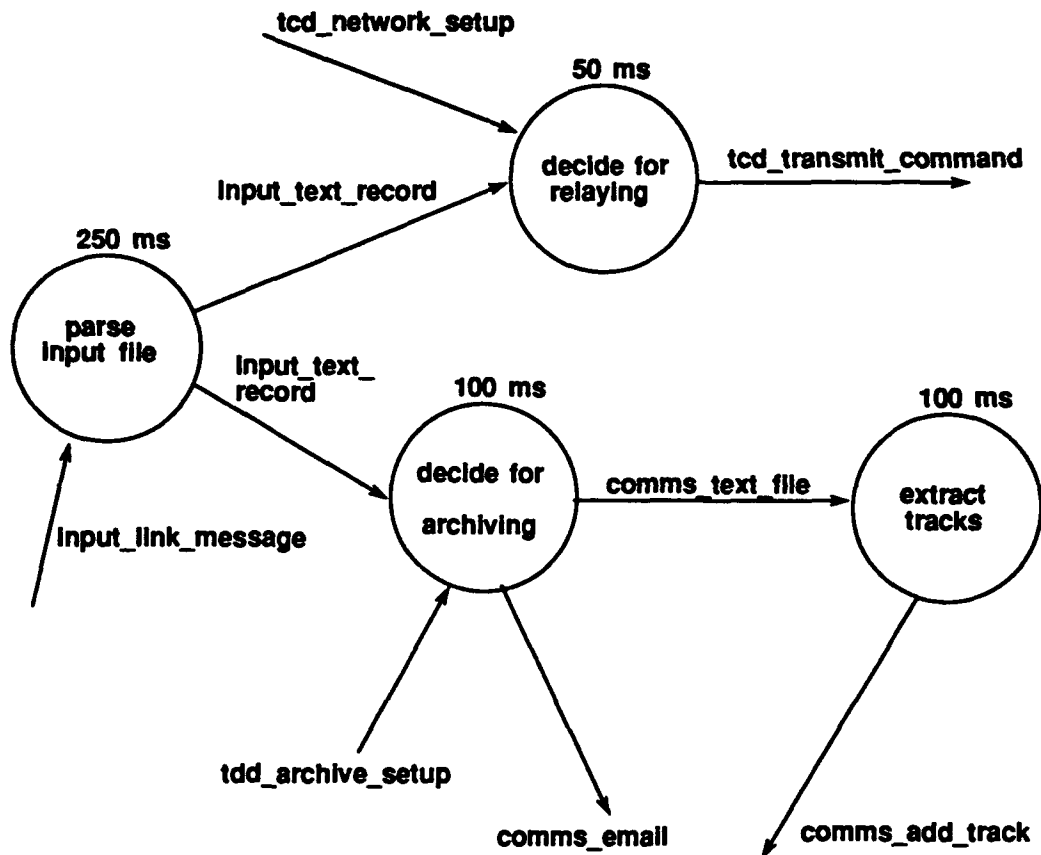 tcd_network_setup
50 ms
decide for
relaying
tcd_transmit_command
Input_text_record
250 ms
parse
Input file
Input_text_
record
100 ms
decide for
archiving
comms_text_file
100 ms
extract
tracks
Input_link_message
tdd_archive_setup
comms_email
comms_add_track